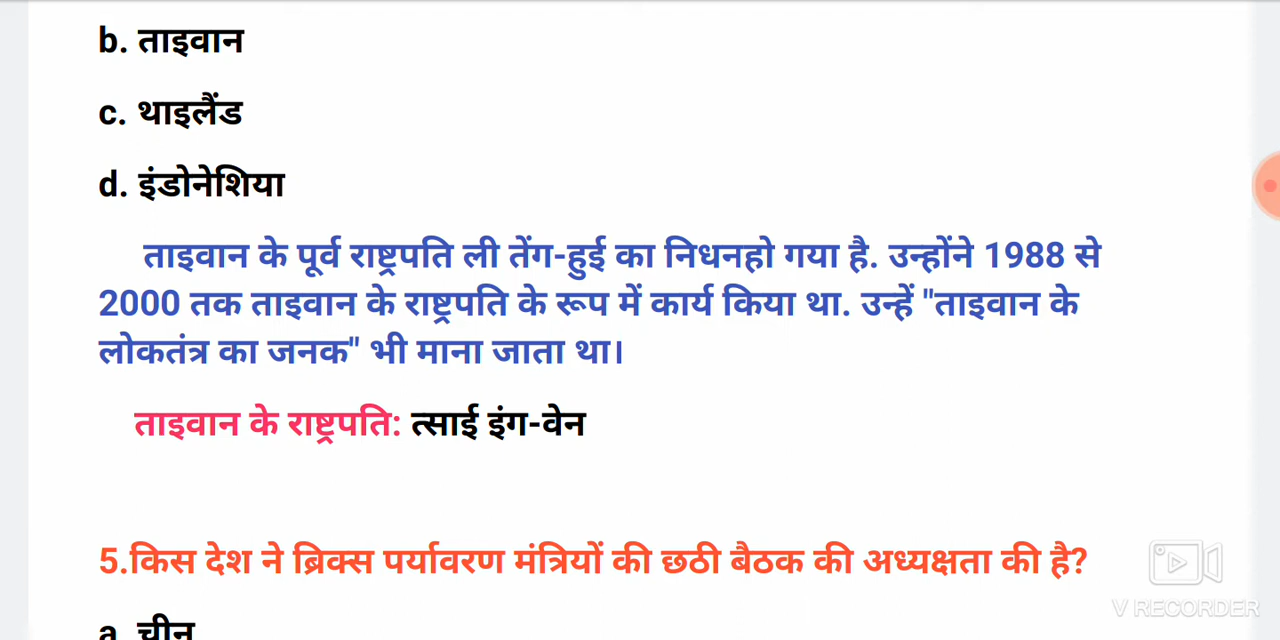 b. ताइवान
c. थाइलैंड
d. इंडोनेशिया
ताइवान के पूर्व राष्ट्रपति ली तेंग-हुई का निधनहो गया है. उन्होंने 1988 से
2000 तक ताइवान के राष्ट्रपति के रूप में कार्य किया था. उन्हें "ताइवान के
लोकतंत्र का जनक" भी माना जाता था।
ताइवान के राष्ट्रपति: त्साई इंग-वेन
5.किस देश ने ब्रिक्स पर्यावरण मंत्रियों की छठी बैठक की अध्यक्षता की है?
V RECORDER
a. चीन